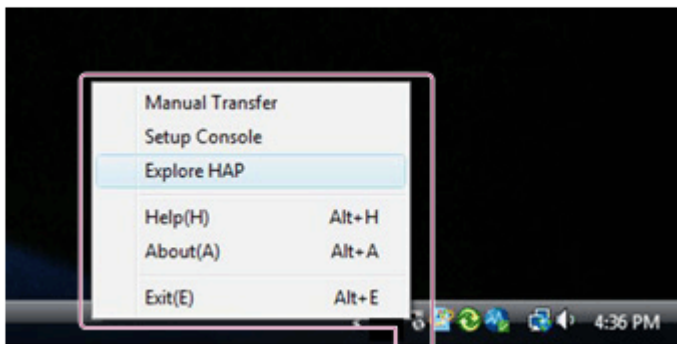 Manual Transfer
Setup Console
Explore HAP
Help(H) Alt+H
About(A) Alt+A
Exit(E) Alt+E
4:36 PM